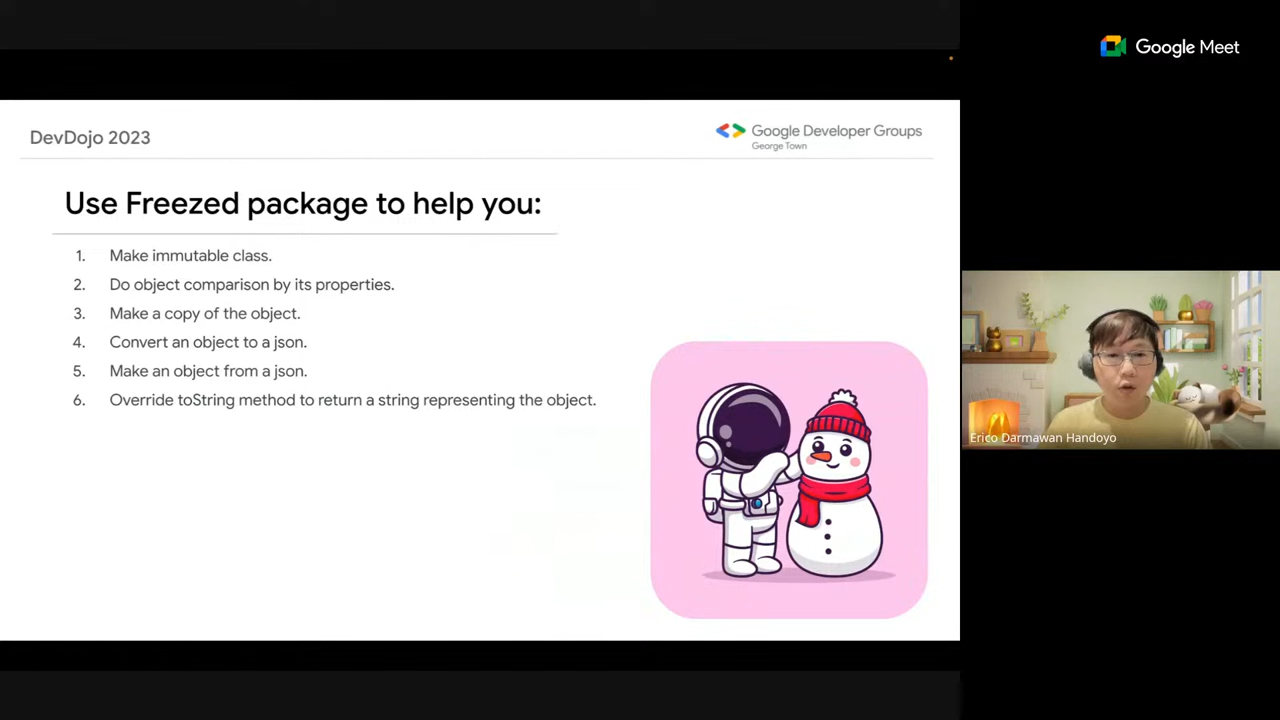 Google Meet
DevDojo 2023
Google Developer Groups
George Town
Use Freezed package to help you:
1. Make immutable class.
2. Do object comparison by its properties.
3. Make a copy of the object.
4. Convert an object to a json.
5. Make an object from a json.
6. Override toString method to return a string representing the object.
Erico Darmawan Handoyo